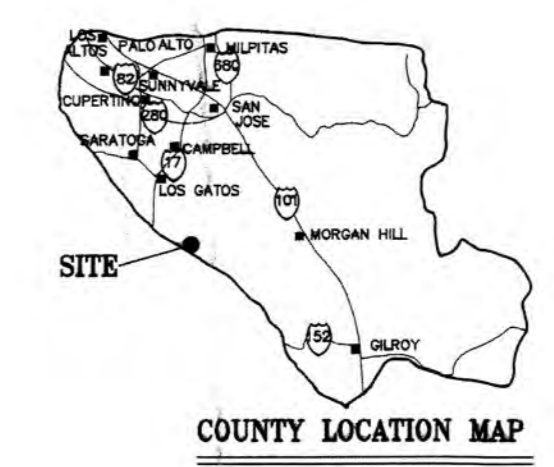 LOS
ALTOS
PALO ALTO
MILPITAS
82
680
SUNNYVALE
CUPERTINO
280
SAN
JOSE
SARATOGA
CAMPBELL
17
LOS GATOS
101
MORGAN HILL
SITE
152
GILROY
COUNTY LOCATION MAP